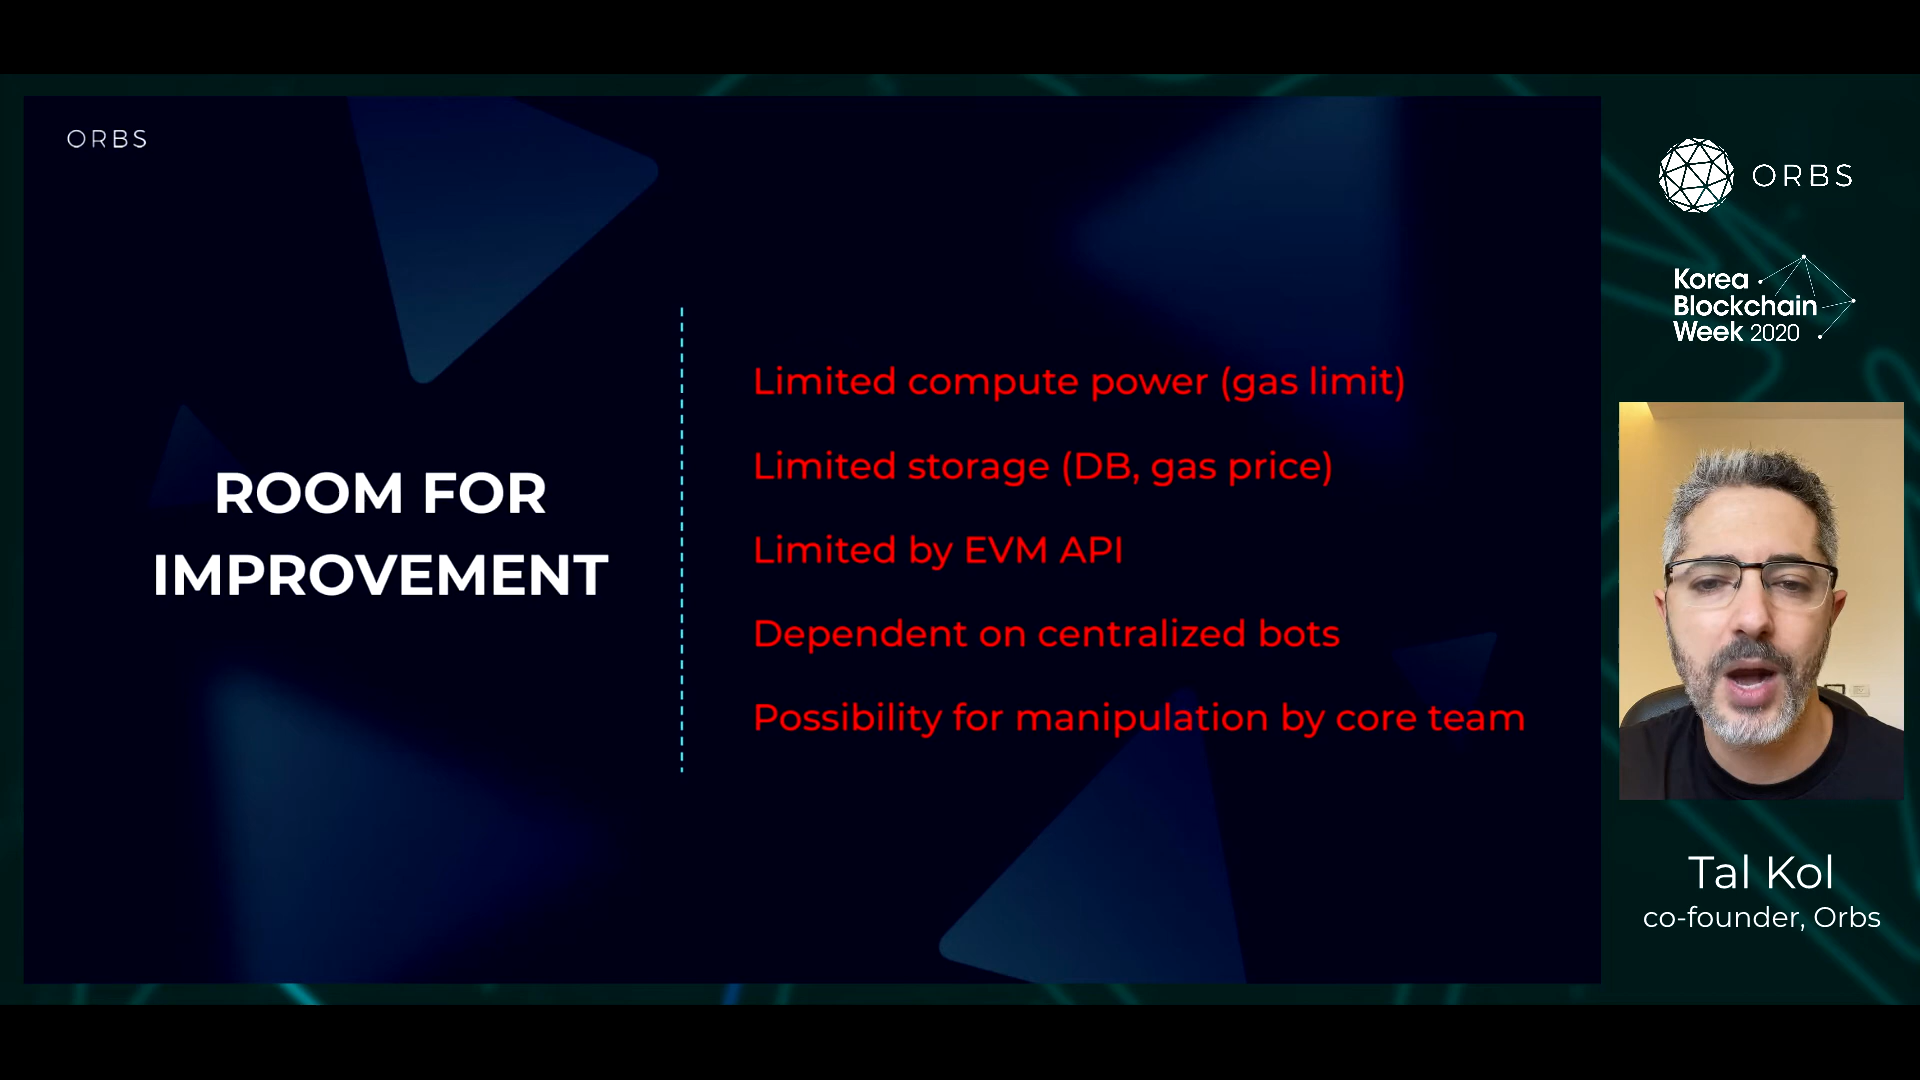 ORBS
ROOM FOR
IMPROVEMENT
Limited compute power (gas limit)
Limited storage (DB, gas price)
Limited by EVM API
Dependent on centralized bots
Possibility for manipulation by core team
ORBS
Korea
Blockchain
Week 2020
Tal Kol
co-founder, Orbs